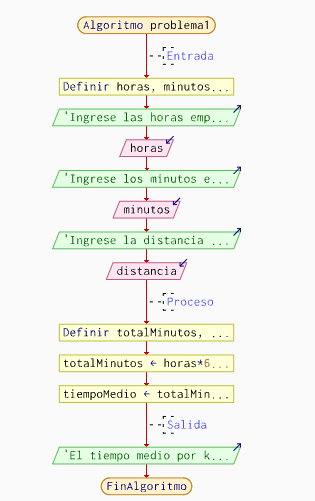 Algoritmo problema1
Entrada
Definir horas, minutos...
'Ingrese las horas emp...
horas
'Ingrese los minutos e...
minutos
'Ingrese la distancia ...
distancia
Proceso
Definir totalMinutos, ...
totalMinutos ← horas*6...
tiempoMedio ← totalMin...
Salida
'El tiempo medio por k...
FinAlgoritmo